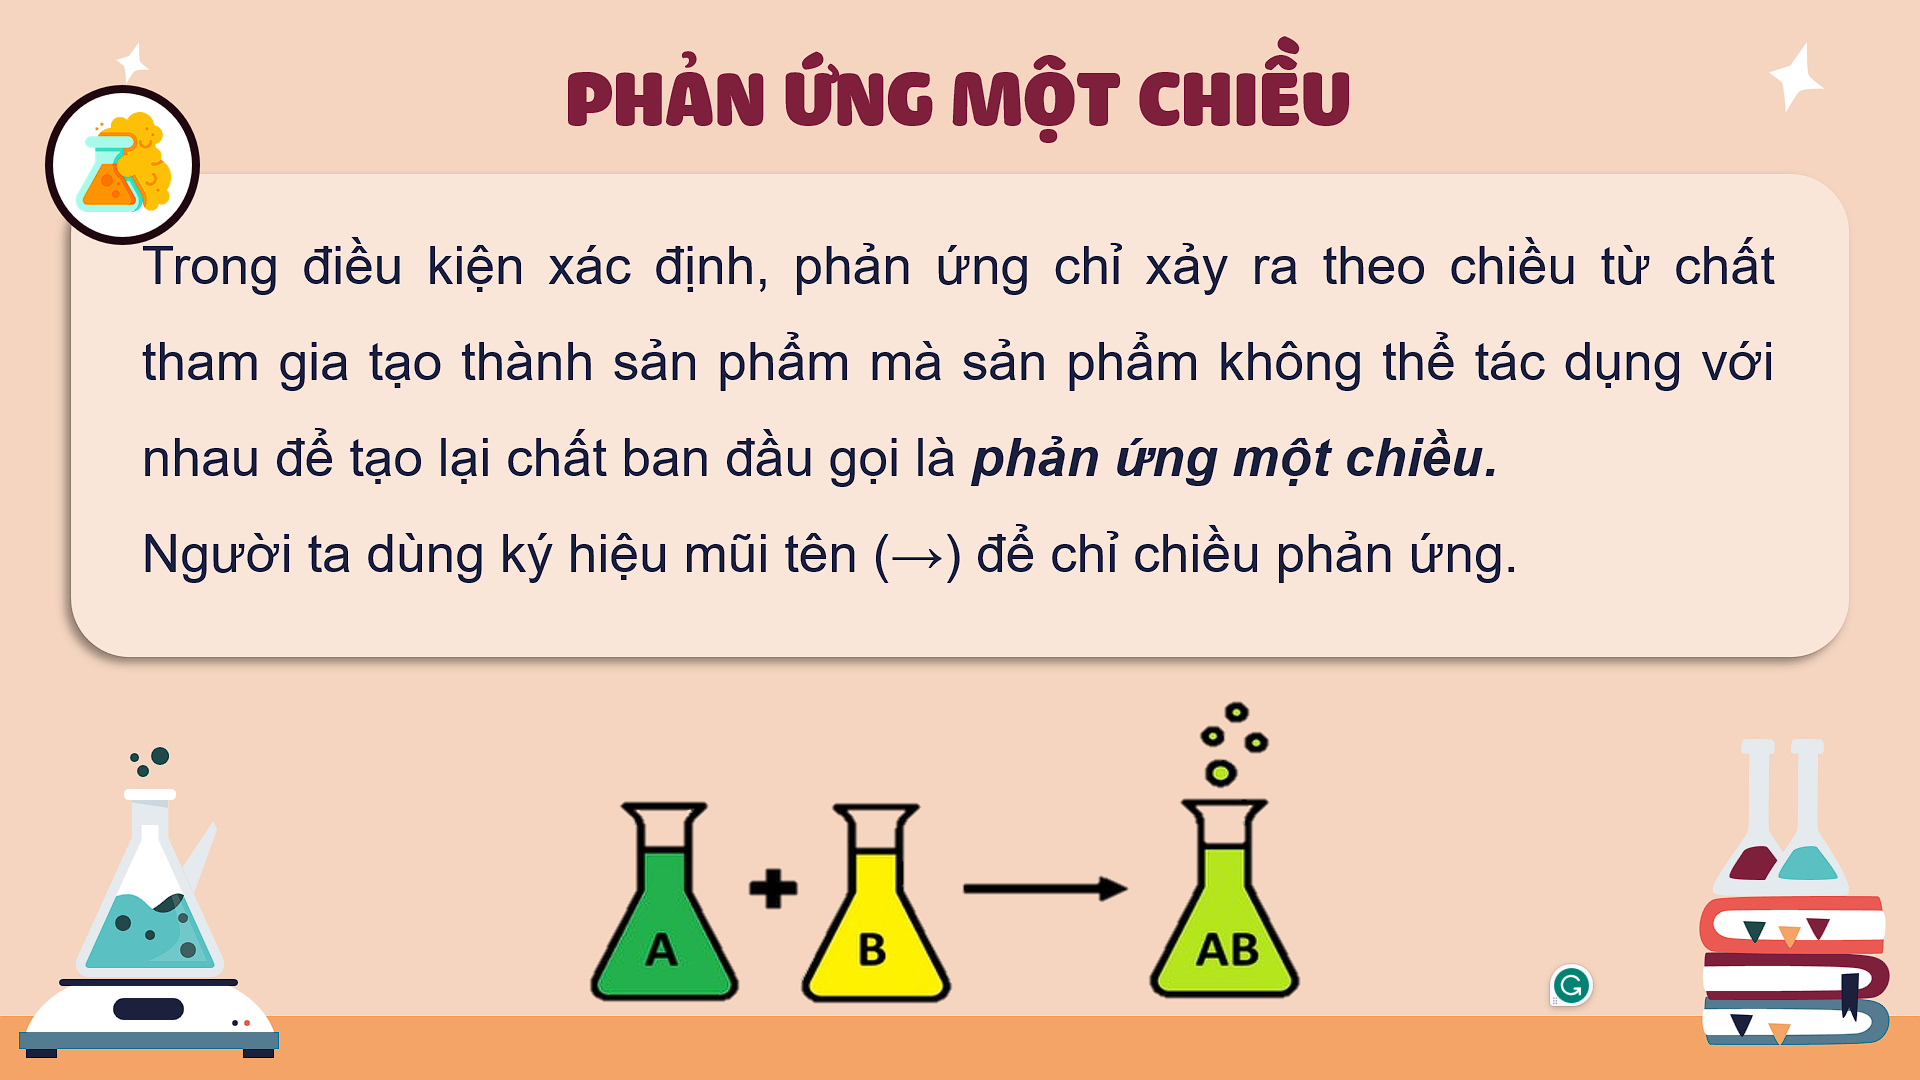 PHẢN ỨNG MỘT CHIỀU
Trong điều kiện xác định, phản ứng chỉ xảy ra theo chiều từ chất
tham gia tạo thành sản phẩm mà sản phẩm không thể tác dụng với
nhau để tạo lại chất ban đầu gọi là phản ứng một chiều.
Người ta dùng ký hiệu mũi tên (→) để chỉ chiều phản ứng.
A + B → AB